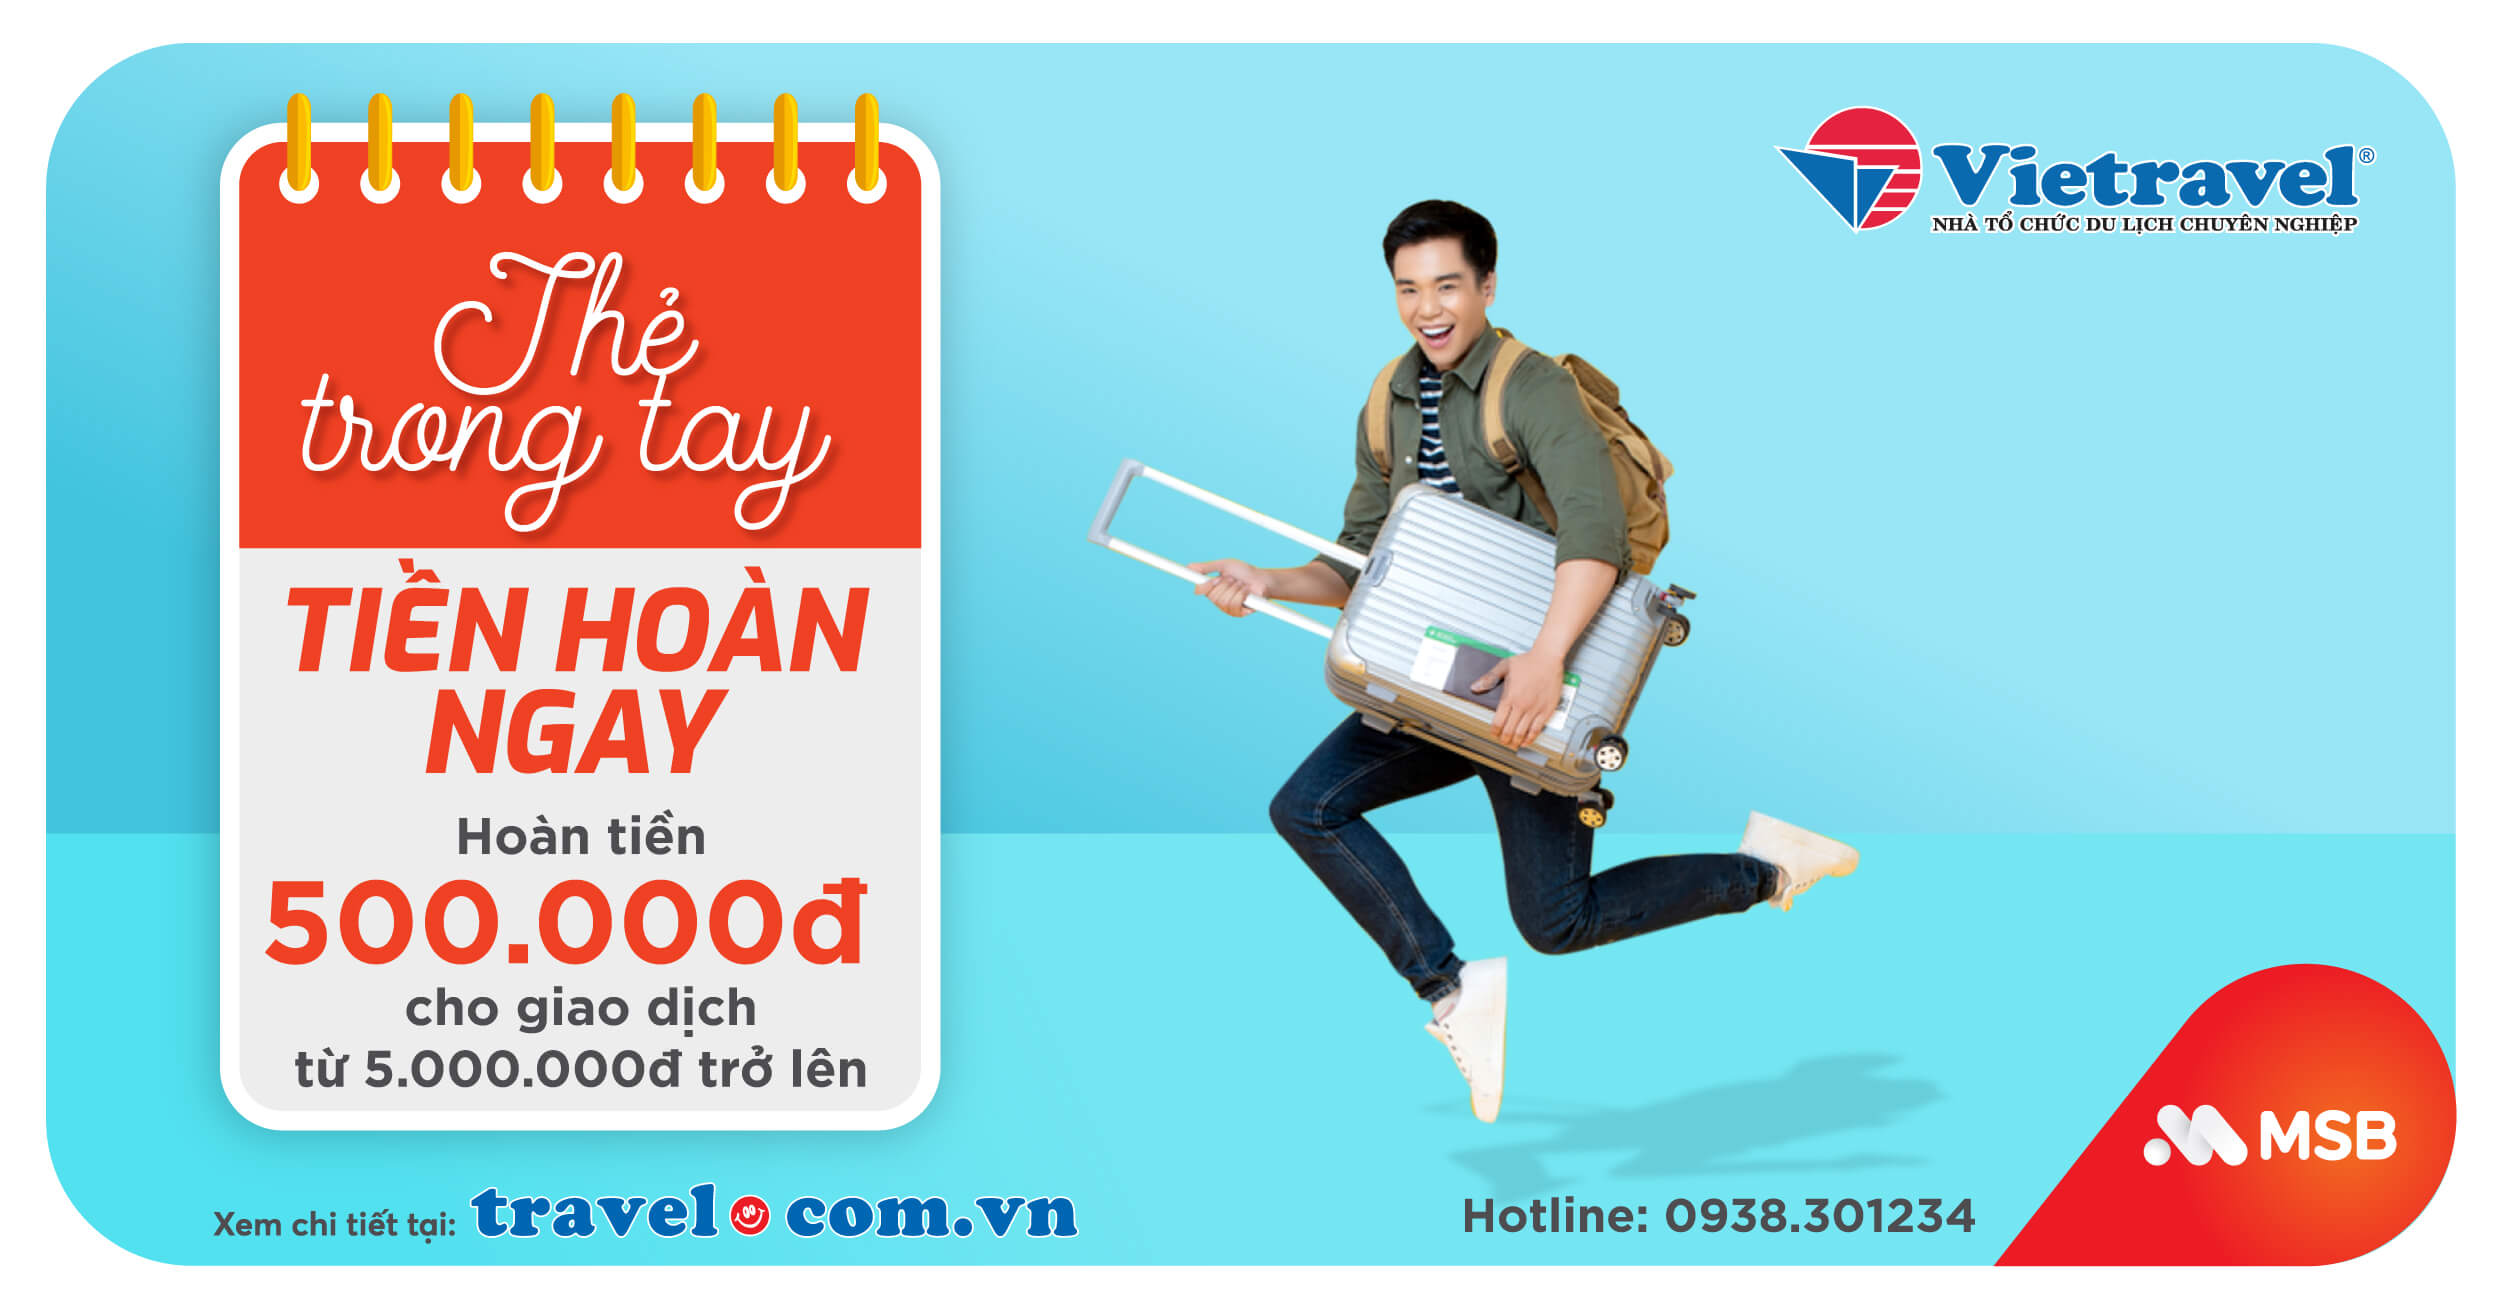 Thẻ
trong tay
TIỀN HOÀN
NGAY
Hoàn tiền
500.000đ
cho giao dịch
từ 5.000.000đ trở lên
Vietravel®
NHÀ TỔ CHỨC DU LỊCH CHUYÊN NGHIỆP
Xem chi tiết tại: travel.com.vn
Hotline: 0938.301234
MSB